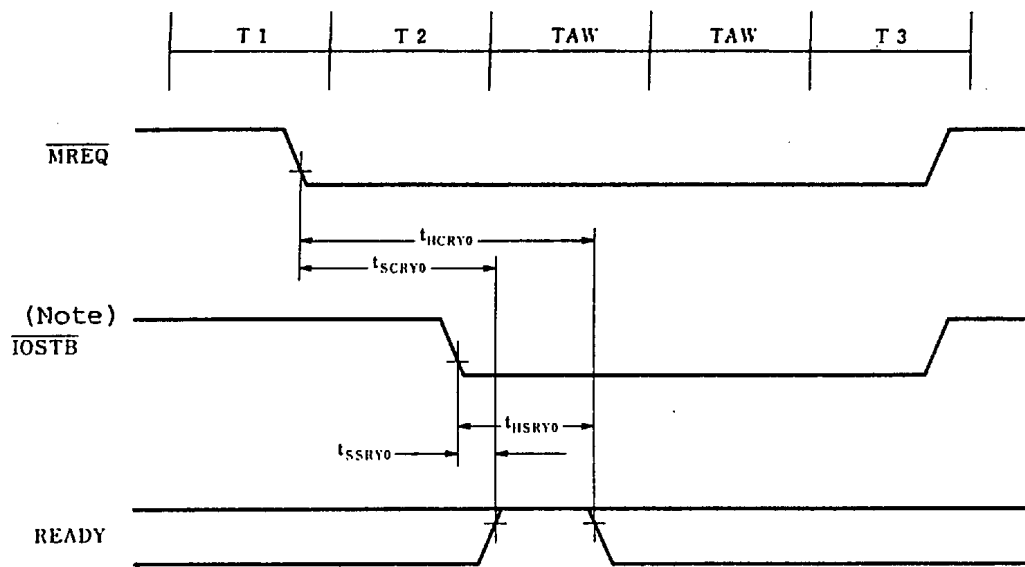 T1 T2 TAW TAW T3
MREQ
tHCRY0
tSCRY0
(Note)
IOSTB
tHSRY0
tSSRY0
READY